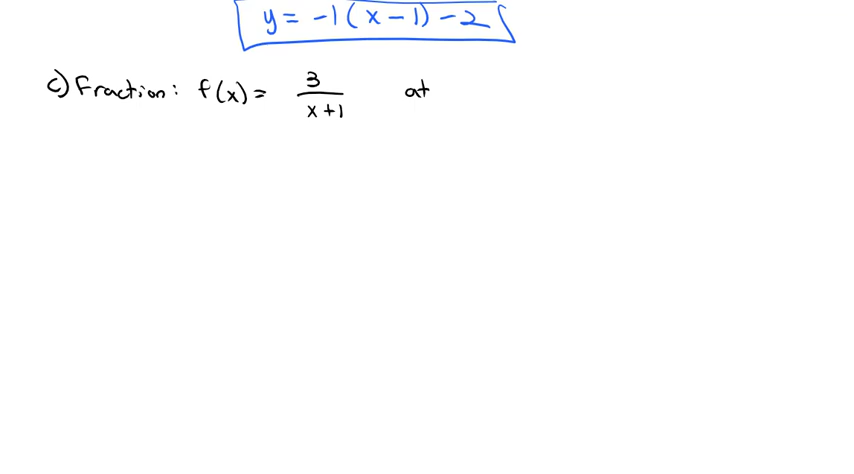 y = -1(x - 1) - 2
c) Fraction: f(x) = 3/(x+1) at